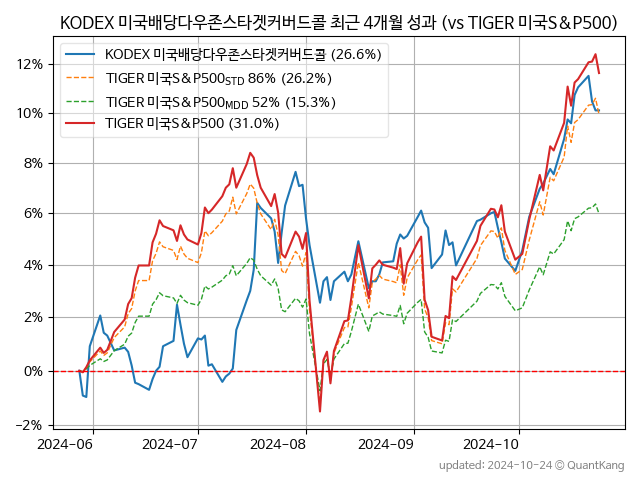 KODEX 미국배당다우존스타겟커버드콜 최근 4개월 성과 (vs TIGER 미국S&P500)
KODEX 미국배당다우존스타겟커버드콜 (26.6%)
TIGER 미국S&P500STD 86% (26.2%)
TIGER 미국S&P500MDD 52% (15.3%)
TIGER 미국S&P500 (31.0%)
12%
10%
8%
6%
4%
2%
0%
−2%
2024-06
2024-07
2024-08
2024-09
2024-10
updated: 2024-10-24 © QuantKang